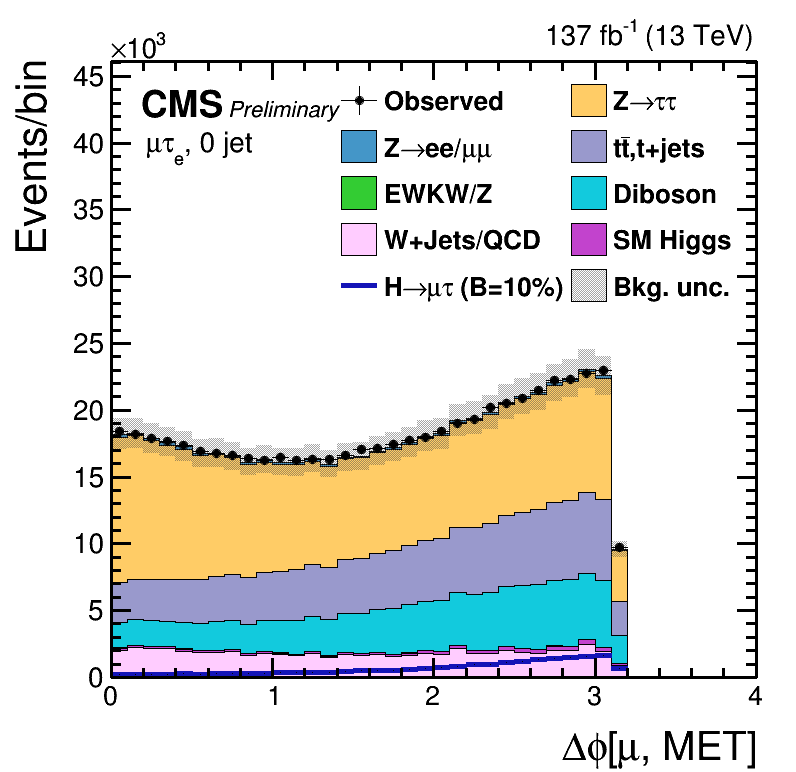 ×10³
137 fb⁻¹ (13 TeV)
Events/bin
CMS Preliminary
μτₑ, 0 jet
Observed
Z→ττ
Z→ee/μμ
tt̄,t+jets
EWKW/Z
Diboson
W+Jets/QCD
SM Higgs
H→μτ (B=10%)
Bkg. unc.
45
40
35
30
25
20
15
10
5
0
0 1 2 3 4
Δϕ[μ, MET]